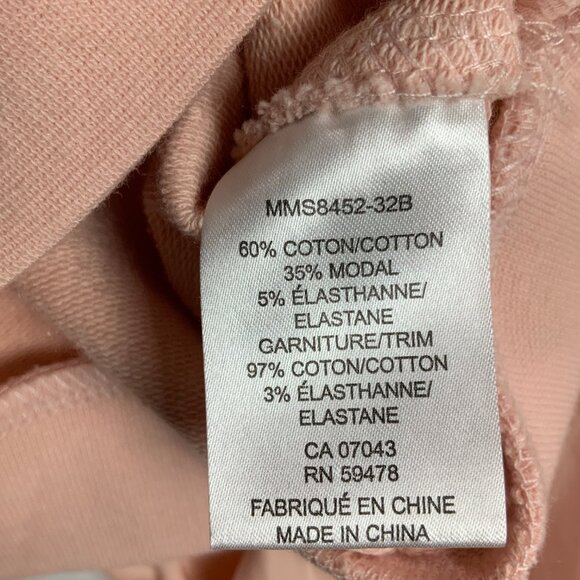 MMS8452-32B
60% COTON/COTTON
35% MODAL
5% ÉLASTHANNE/
ELASTANE
GARNITURE/TRIM
97% COTON/COTTON
3% ÉLASTHANNE/
ELASTANE
CA 07043
RN 59478
FABRIQUÉ EN CHINE
MADE IN CHINA